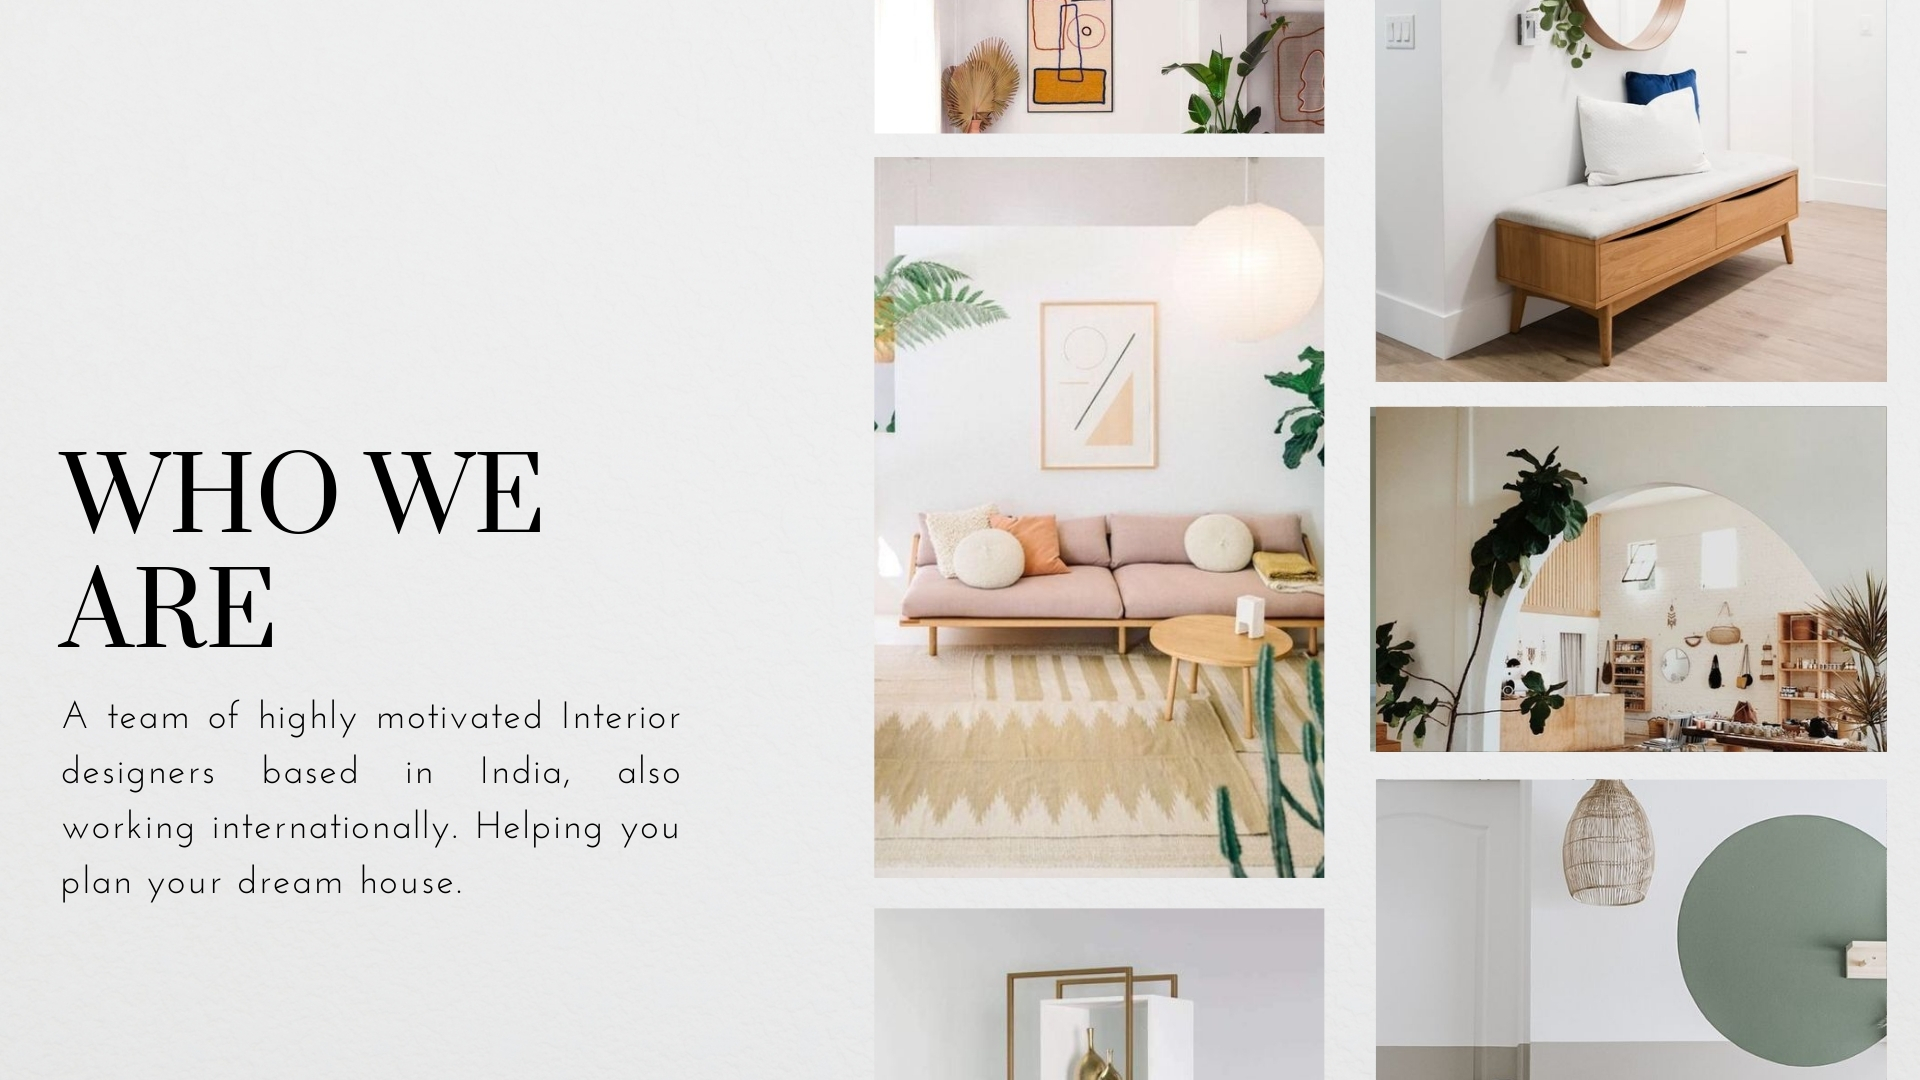 WHO WE
ARE
A team of highly motivated Interior
designers based in India, also
working internationally. Helping you
plan your dream house.